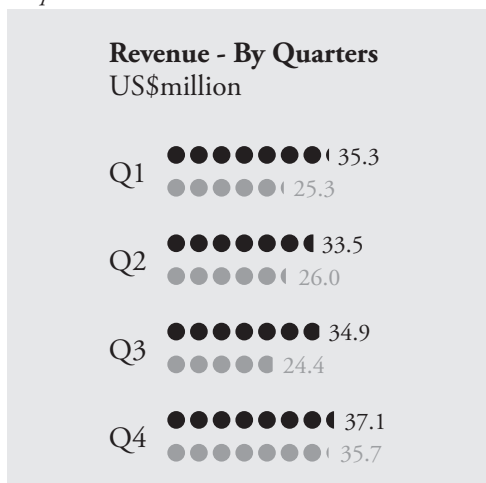 Revenue - By Quarters
US$million
Q1
35.3
25.3
Q2
33.5
26.0
Q3
34.9
24.4
Q4
37.1
35.7